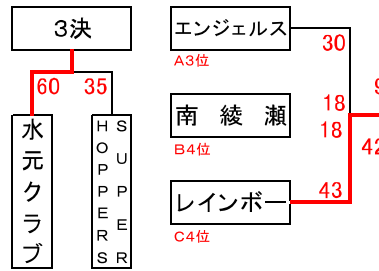 3決
60 35
水元クラブ
SUPER
HOPPERS
エンジェルス
A3位
30
18
南綾瀬
B4位
18
42
レインボー
C4位
43